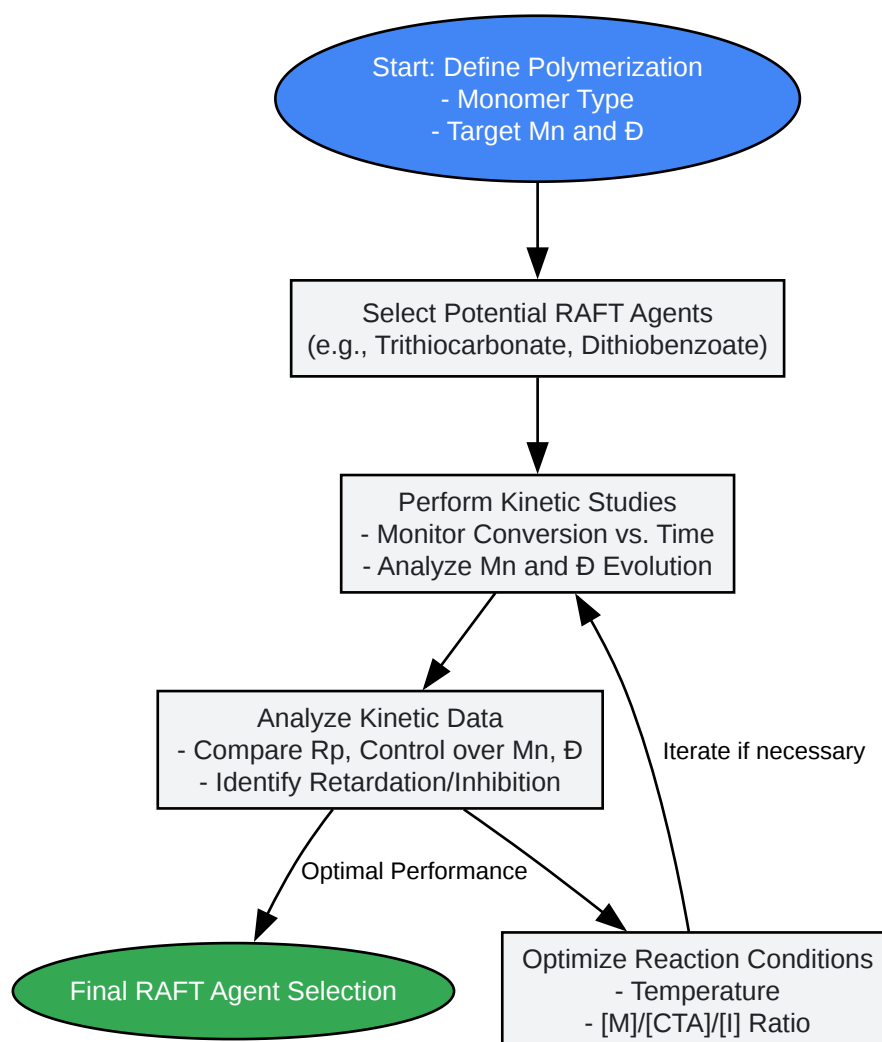 Start: Define Polymerization
- Monomer Type
- Target Mn and Đ
Select Potential RAFT Agents
(e.g., Trithiocarbonate, Dithiobenzoate)
Perform Kinetic Studies
- Monitor Conversion vs. Time
- Analyze Mn and Đ Evolution
Analyze Kinetic Data
- Compare Rp, Control over Mn, Đ
- Identify Retardation/Inhibition
Iterate if necessary
Optimal Performance
Final RAFT Agent Selection
Optimize Reaction Conditions
- Temperature
- [M]/[CTA]/[I] Ratio